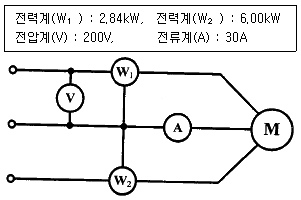 전력계(W₁ ) : 2,84kW, 전력계(W₂ ) : 6,00kW
전압계(V) : 200V, 전류계(A) : 30A
W₁
V
A
M
W₂